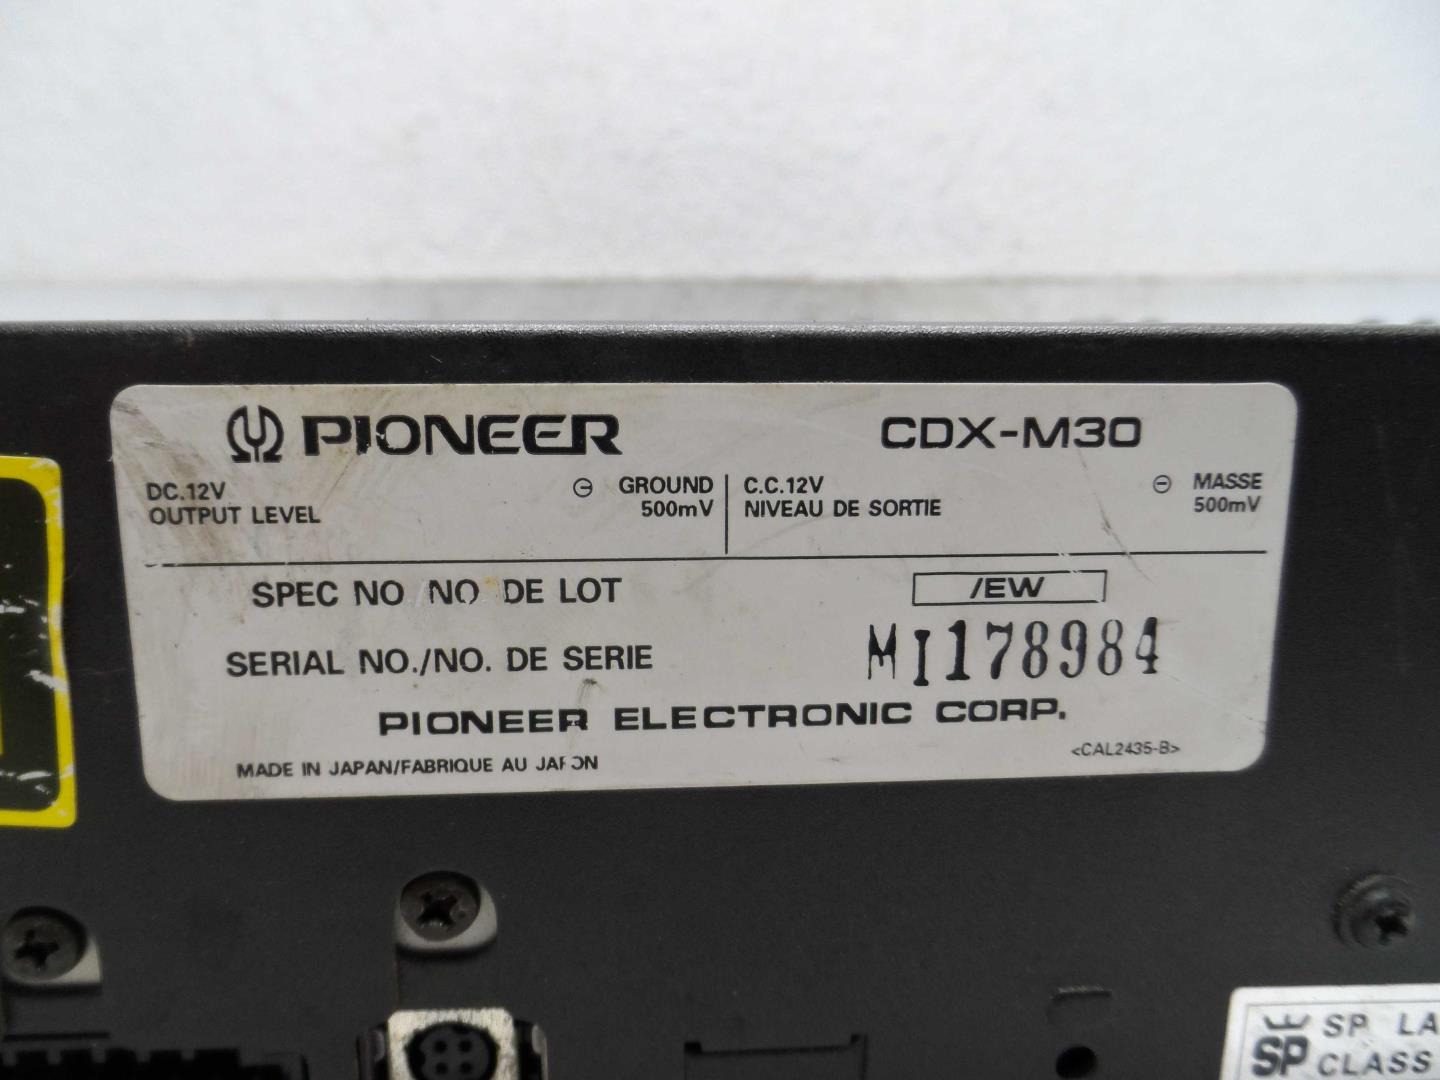 PIONEER CDX-M30
DC.12V ⊖ GROUND C.C.12V ⊖ MASSE
OUTPUT LEVEL 500mV NIVEAU DE SORTIE 500mV
SPEC NO NO DE LOT /EW
SERIAL NO./NO. DE SERIE MI178984
PIONEER ELECTRONIC CORP.
<CAL2435-B>
MADE IN JAPAN/FABRIQUE AU JAPON
SP LA
SP CLASS